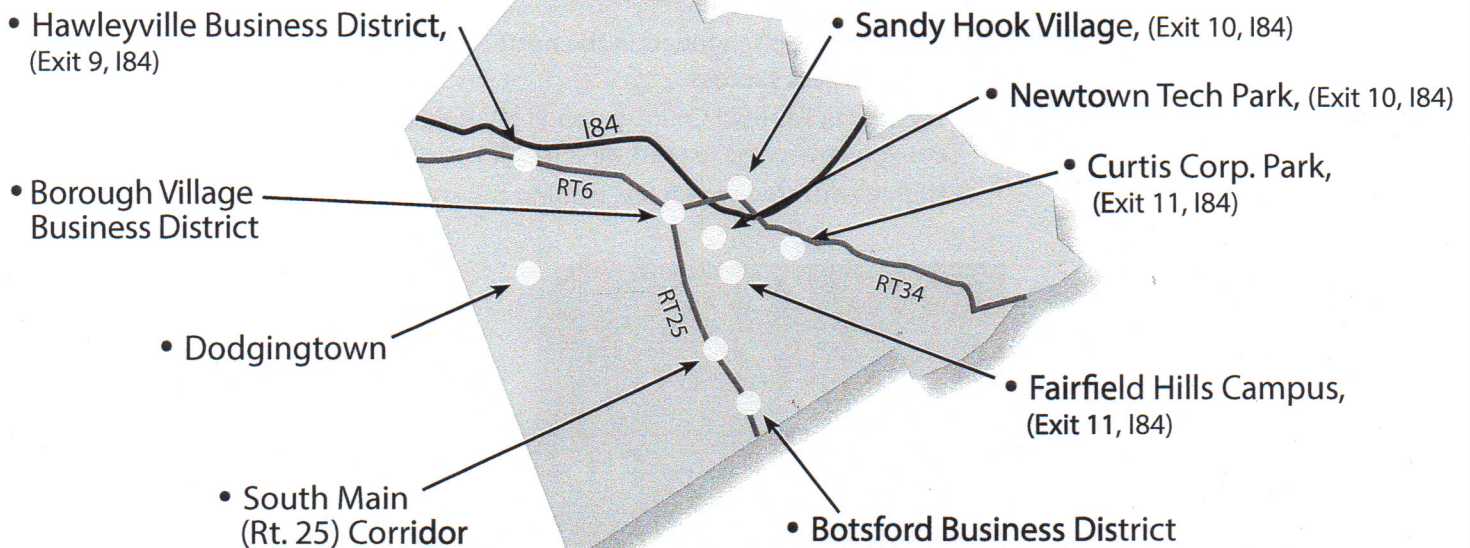 • Hawleyville Business District,
(Exit 9, I84)
• Sandy Hook Village, (Exit 10, I84)
• Newtown Tech Park, (Exit 10, I84)
I84
• Curtis Corp. Park,
(Exit 11, I84)
• Borough Village
Business District
RT6
RT34
RT25
• Dodgingtown
• Fairfield Hills Campus,
(Exit 11, I84)
• South Main
(Rt. 25) Corridor
• Botsford Business District